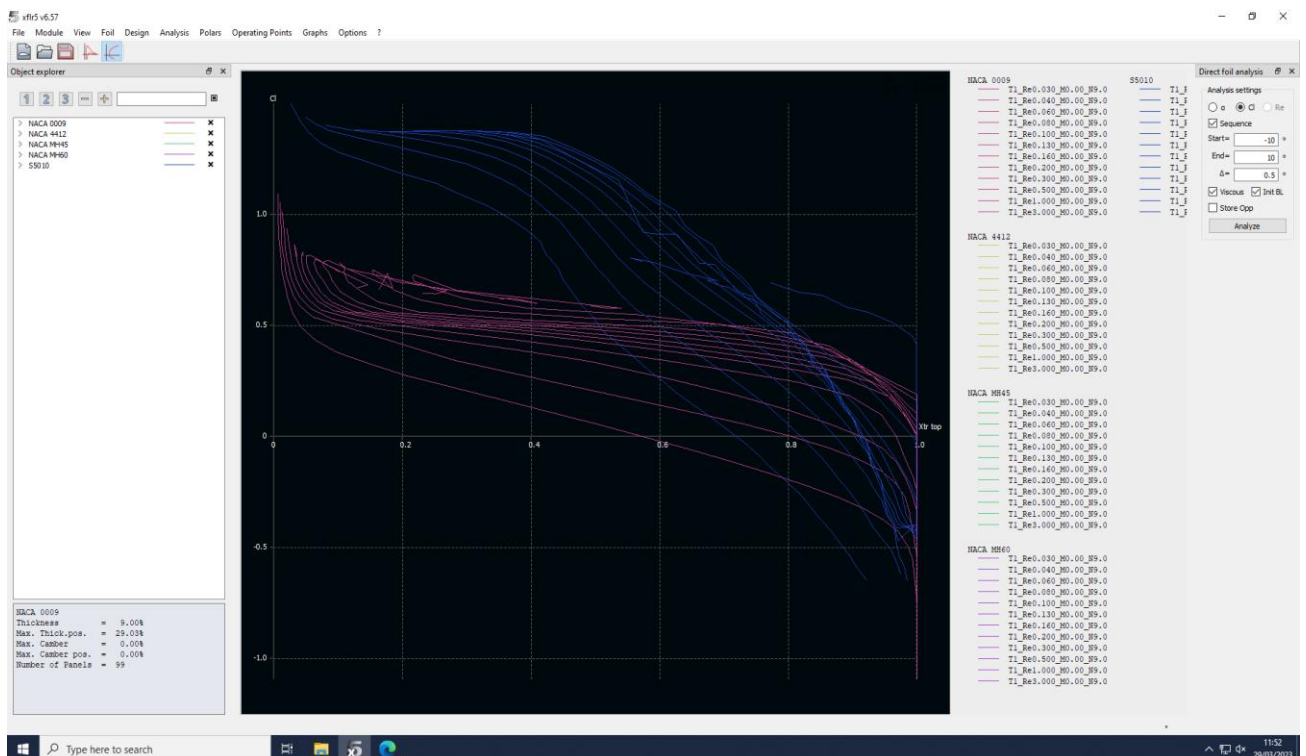 xflr5 v6.57
File Module View Foil Design Analysis Polars Operating Points Graphs Options ?
Object explorer
1 2 3
> NACA 0009
> NACA 4412
> NACA MH45
> NACA MH60
> S5010
NACA 0009
Thickness = 9.00%
Max. Thick.pos. = 29.03%
Max. Camber = 0.00%
Max. Camber pos. = 0.00%
Number of Panels = 99
Cl
1.0
0.5
0
-0.5
-1.0
0
0.2
0.4
0.6
0.8
1.0
Xtr top
NACA 0009
T1_Re0.030_M0.00_N9.0
T1_Re0.040_M0.00_N9.0
T1_Re0.060_M0.00_N9.0
T1_Re0.080_M0.00_N9.0
T1_Re0.100_M0.00_N9.0
T1_Re0.130_M0.00_N9.0
T1_Re0.160_M0.00_N9.0
T1_Re0.200_M0.00_N9.0
T1_Re0.300_M0.00_N9.0
T1_Re0.500_M0.00_N9.0
T1_Re1.000_M0.00_N9.0
T1_Re3.000_M0.00_N9.0
NACA 4412
T1_Re0.030_M0.00_N9.0
T1_Re0.040_M0.00_N9.0
T1_Re0.060_M0.00_N9.0
T1_Re0.080_M0.00_N9.0
T1_Re0.100_M0.00_N9.0
T1_Re0.130_M0.00_N9.0
T1_Re0.160_M0.00_N9.0
T1_Re0.200_M0.00_N9.0
T1_Re0.300_M0.00_N9.0
T1_Re0.500_M0.00_N9.0
T1_Re1.000_M0.00_N9.0
T1_Re3.000_M0.00_N9.0
NACA MH45
T1_Re0.030_M0.00_N9.0
T1_Re0.040_M0.00_N9.0
T1_Re0.060_M0.00_N9.0
T1_Re0.080_M0.00_N9.0
T1_Re0.100_M0.00_N9.0
T1_Re0.130_M0.00_N9.0
T1_Re0.160_M0.00_N9.0
T1_Re0.200_M0.00_N9.0
T1_Re0.300_M0.00_N9.0
T1_Re0.500_M0.00_N9.0
T1_Re1.000_M0.00_N9.0
T1_Re3.000_M0.00_N9.0
NACA MH60
T1_Re0.030_M0.00_N9.0
T1_Re0.040_M0.00_N9.0
T1_Re0.060_M0.00_N9.0
T1_Re0.080_M0.00_N9.0
T1_Re0.100_M0.00_N9.0
T1_Re0.130_M0.00_N9.0
T1_Re0.160_M0.00_N9.0
T1_Re0.200_M0.00_N9.0
T1_Re0.300_M0.00_N9.0
T1_Re0.500_M0.00_N9.0
T1_Re1.000_M0.00_N9.0
T1_Re3.000_M0.00_N9.0
S5010
Direct foil analysis
Analysis settings
α Cl Re
Sequence
Start= -10 °
End= 10 °
Δ= 0.5 °
Viscous Init BL
Store Opp
Analyze
Type here to search
11:52
29/03/2023